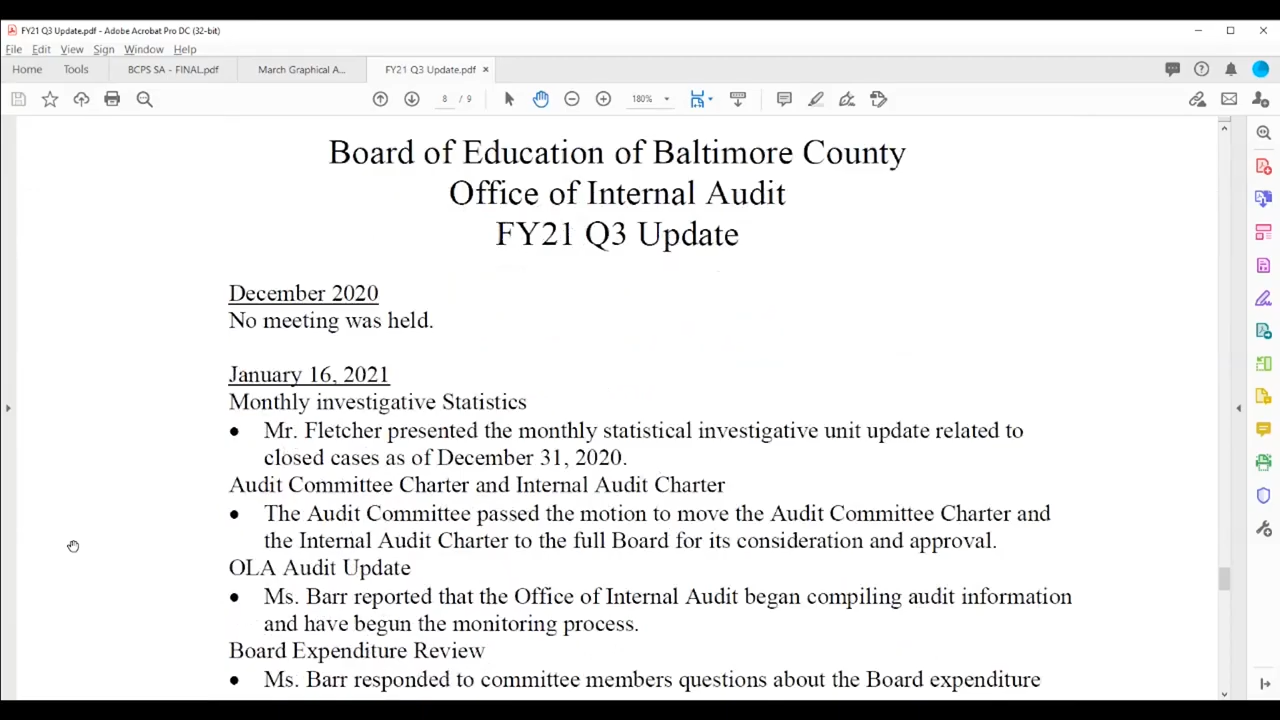 FY21 Q3 Update.pdf - Adobe Acrobat Pro DC (32-bit)
File Edit View Sign Window Help
Home Tools BCPS SA - FINAL.pdf March Graphical A... FY21 Q3 Update.pdf ×
8 / 9 180%
Board of Education of Baltimore County
Office of Internal Audit
FY21 Q3 Update
December 2020
No meeting was held.
January 16, 2021
Monthly investigative Statistics
• Mr. Fletcher presented the monthly statistical investigative unit update related to
closed cases as of December 31, 2020.
Audit Committee Charter and Internal Audit Charter
• The Audit Committee passed the motion to move the Audit Committee Charter and
the Internal Audit Charter to the full Board for its consideration and approval.
OLA Audit Update
• Ms. Barr reported that the Office of Internal Audit began compiling audit information
and have begun the monitoring process.
Board Expenditure Review
• Ms. Barr responded to committee members questions about the Board expenditure